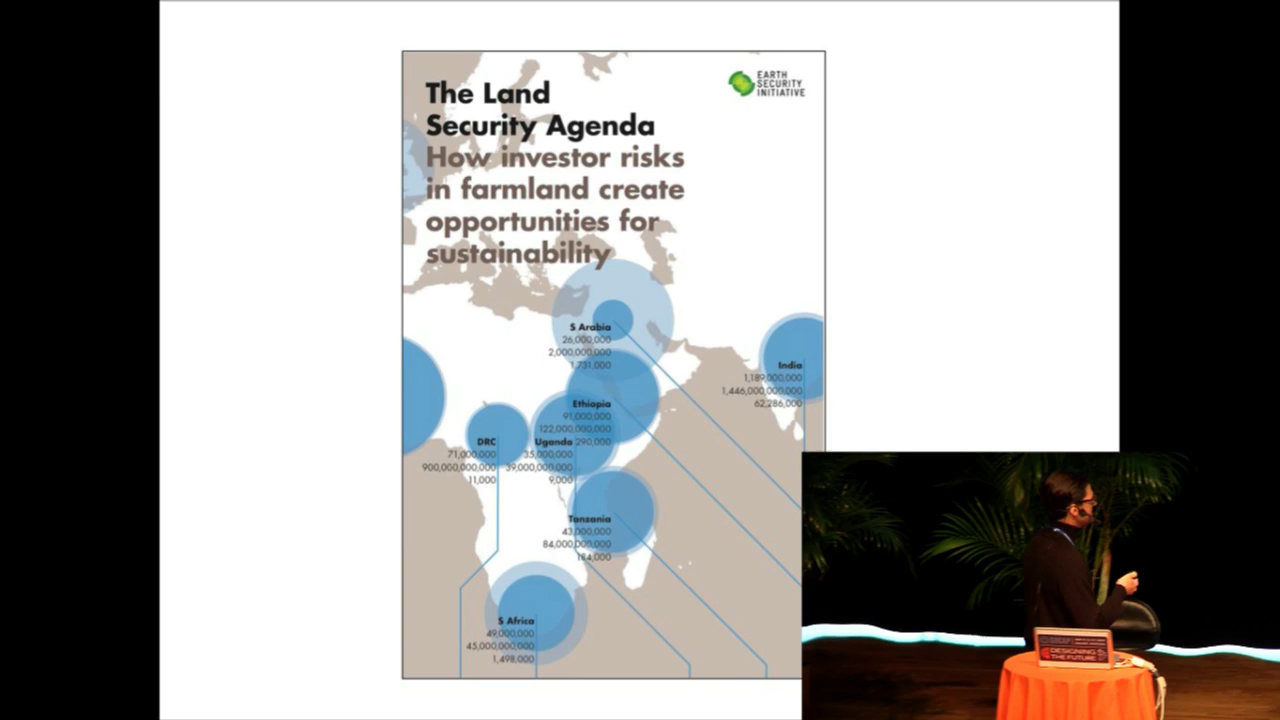 The Land
Security Agenda
How investor risks
in farmland create
opportunities for
sustainability
EARTH
SECURITY
INITIATIVE
S Arabia
26,000,000
2,000,000,000
1,731,000
India
1,189,000,000
1,446,000,000,000
62,286,000
Ethiopia
91,000,000
122,000,000,000
290,000
DRC
71,000,000
900,000,000,000
11,000
Uganda
35,000,000
39,000,000,000
9,000
Tanzania
43,000,000
84,000,000,000
184,000
S Africa
49,000,000
45,000,000,000
1,498,000
DESIGNING
THE FUTURE